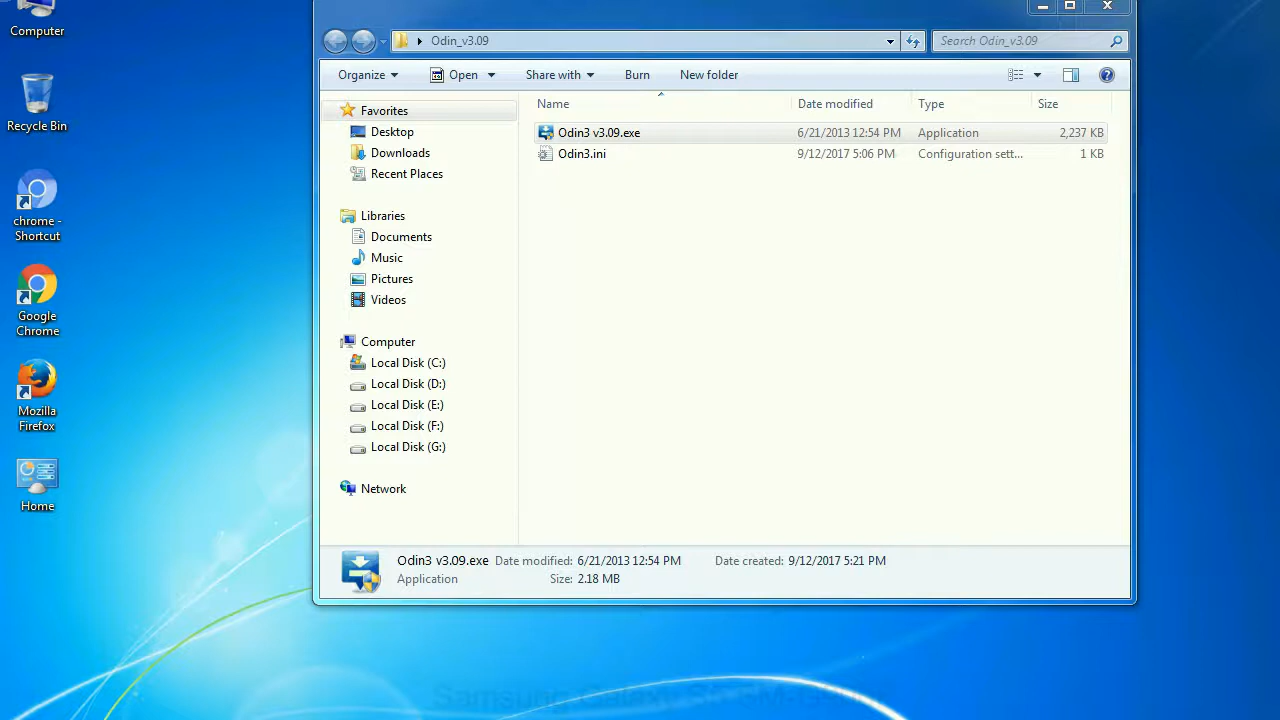 Computer
Recycle Bin
chrome -
Shortcut
Google
Chrome
Mozilla
Firefox
Home
Odin_v3.09
Search Odin_v3.09
Organize Open Share with Burn New folder
Name Date modified Type Size
Odin3 v3.09.exe 6/21/2013 12:54 PM Application 2,237 KB
Odin3.ini 9/12/2017 5:06 PM Configuration sett... 1 KB
Favorites
Desktop
Downloads
Recent Places
Libraries
Documents
Music
Pictures
Videos
Computer
Local Disk (C:)
Local Disk (D:)
Local Disk (E:)
Local Disk (F:)
Local Disk (G:)
Network
Odin3 v3.09.exe Date modified: 6/21/2013 12:54 PM Date created: 9/12/2017 5:21 PM
Application Size: 2.18 MB
Samsung Galaxy